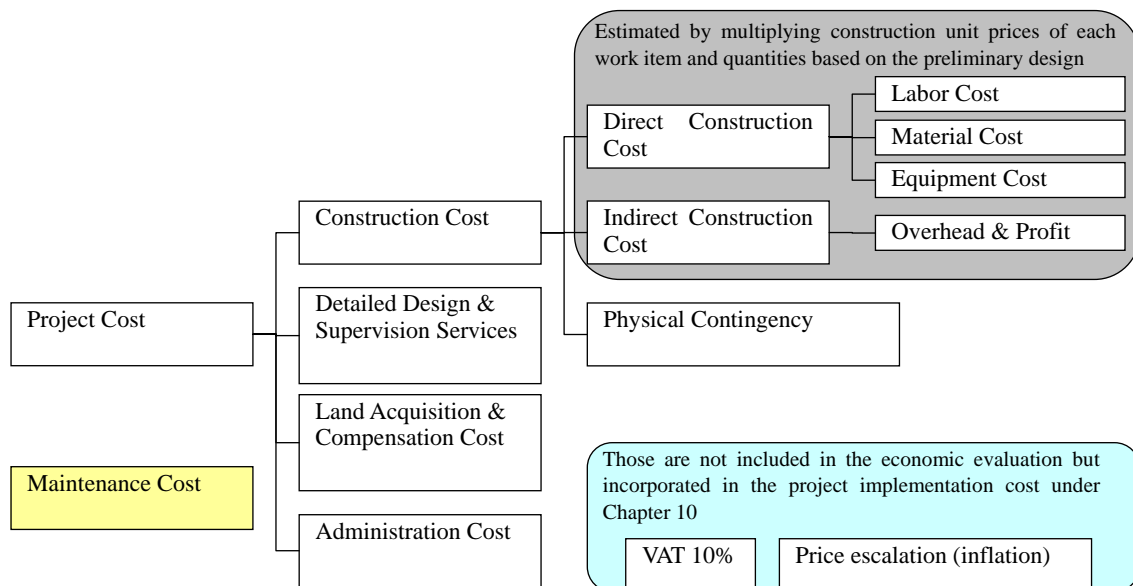 Estimated by multiplying construction unit prices of each
work item and quantities based on the preliminary design
Labor Cost
Direct Construction
Cost
Material Cost
Equipment Cost
Construction Cost
Indirect Construction
Cost
Overhead & Profit
Project Cost
Detailed Design &
Supervision Services
Physical Contingency
Land Acquisition &
Compensation Cost
Maintenance Cost
Those are not included in the economic evaluation but
incorporated in the project implementation cost under
Chapter 10
Administration Cost
VAT 10%
Price escalation (inflation)